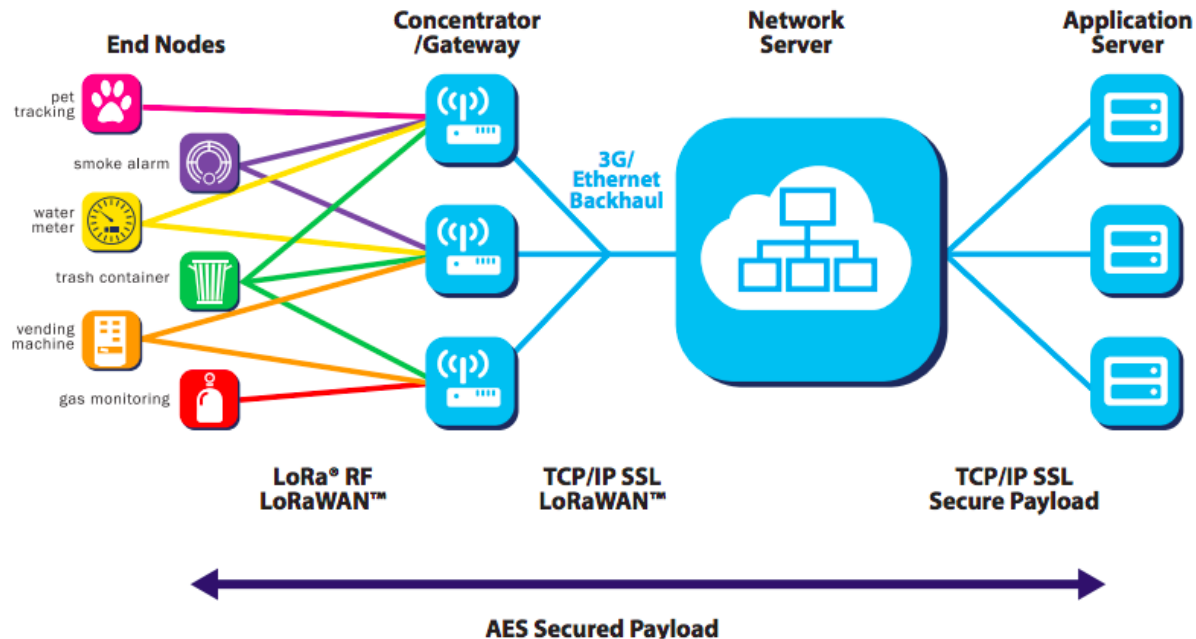 End Nodes
Concentrator
/Gateway
Network
Server
Application
Server
pet
tracking
smoke alarm
water
meter
trash container
vending
machine
gas monitoring
3G/
Ethernet
Backhaul
LoRa® RF
LoRaWAN™
TCP/IP SSL
LoRaWAN™
TCP/IP SSL
Secure Payload
AES Secured Payload